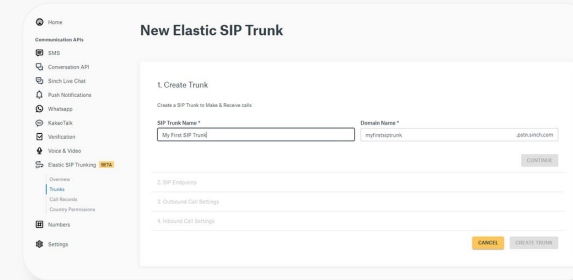 Home
Communication APIs
SMS
Conversation API
Sinch Live Chat
Push Notifications
Whatsapp
KakaoTalk
Verification
Voice & Video
Elastic SIP Trunking BETA
Overview
Trunks
Call Records
Country Permissions
Numbers
Settings
New Elastic SIP Trunk
1. Create Trunk
Create a SIP Trunk to Make & Receive calls
SIP Trunk Name *
Domain Name *
My First SIP Trunk
myfirstsiptrunk
.pstn.sinch.com
CONTINUE
2. SIP Endpoints
3. Outbound Call Settings
4. Inbound Call Settings
CANCEL
CREATE TRUNK